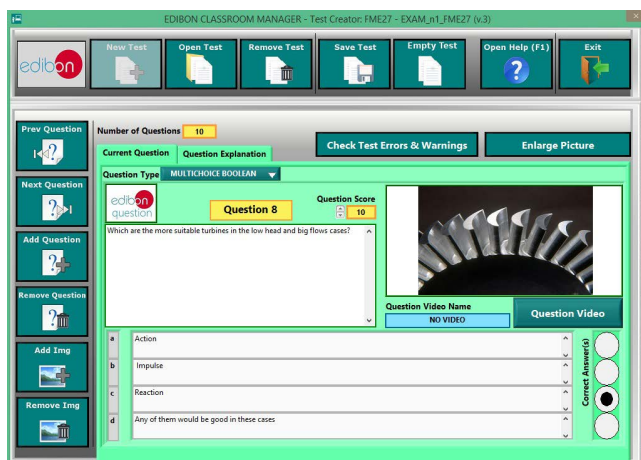 EDIBON CLASSROOM MANAGER - Test Creator: FME27 - EXAM_n1_FME27 (v.3)
edibon
New Test
Open Test
Remove Test
Save Test
Empty Test
Open Help (F1)
Exit
Prev Question
Next Question
Add Question
Remove Question
Add Img
Remove Img
Number of Questions 10
Check Test Errors & Warnings
Enlarge Picture
Current Question
Question Explanation
Question Type MULTICHOICE BOOLEAN
edibon
question
Question 8
Question Score
10
Which are the more suitable turbines in the low head and big flows cases?
Question Video Name
NO VIDEO
Question Video
a Action
b Impulse
c Reaction
d Any of them would be good in these cases
Correct Answer(s)